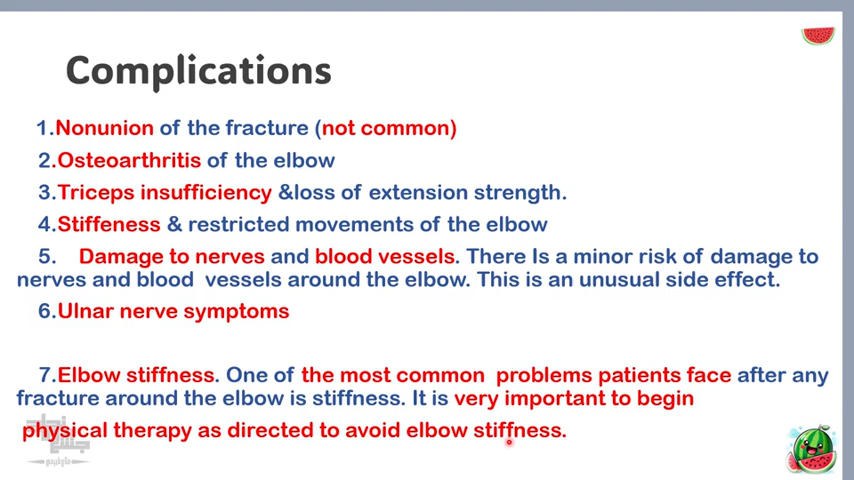 Complications
1.Nonunion of the fracture (not common)
2.Osteoarthritis of the elbow
3.Triceps insufficiency &loss of extension strength.
4.Stiffeness & restricted movements of the elbow
5. Damage to nerves and blood vessels. There Is a minor risk of damage to
nerves and blood vessels around the elbow. This is an unusual side effect.
6.Ulnar nerve symptoms
7.Elbow stiffness. One of the most common problems patients face after any
fracture around the elbow is stiffness. It is very important to begin
physical therapy as directed to avoid elbow stiffness.